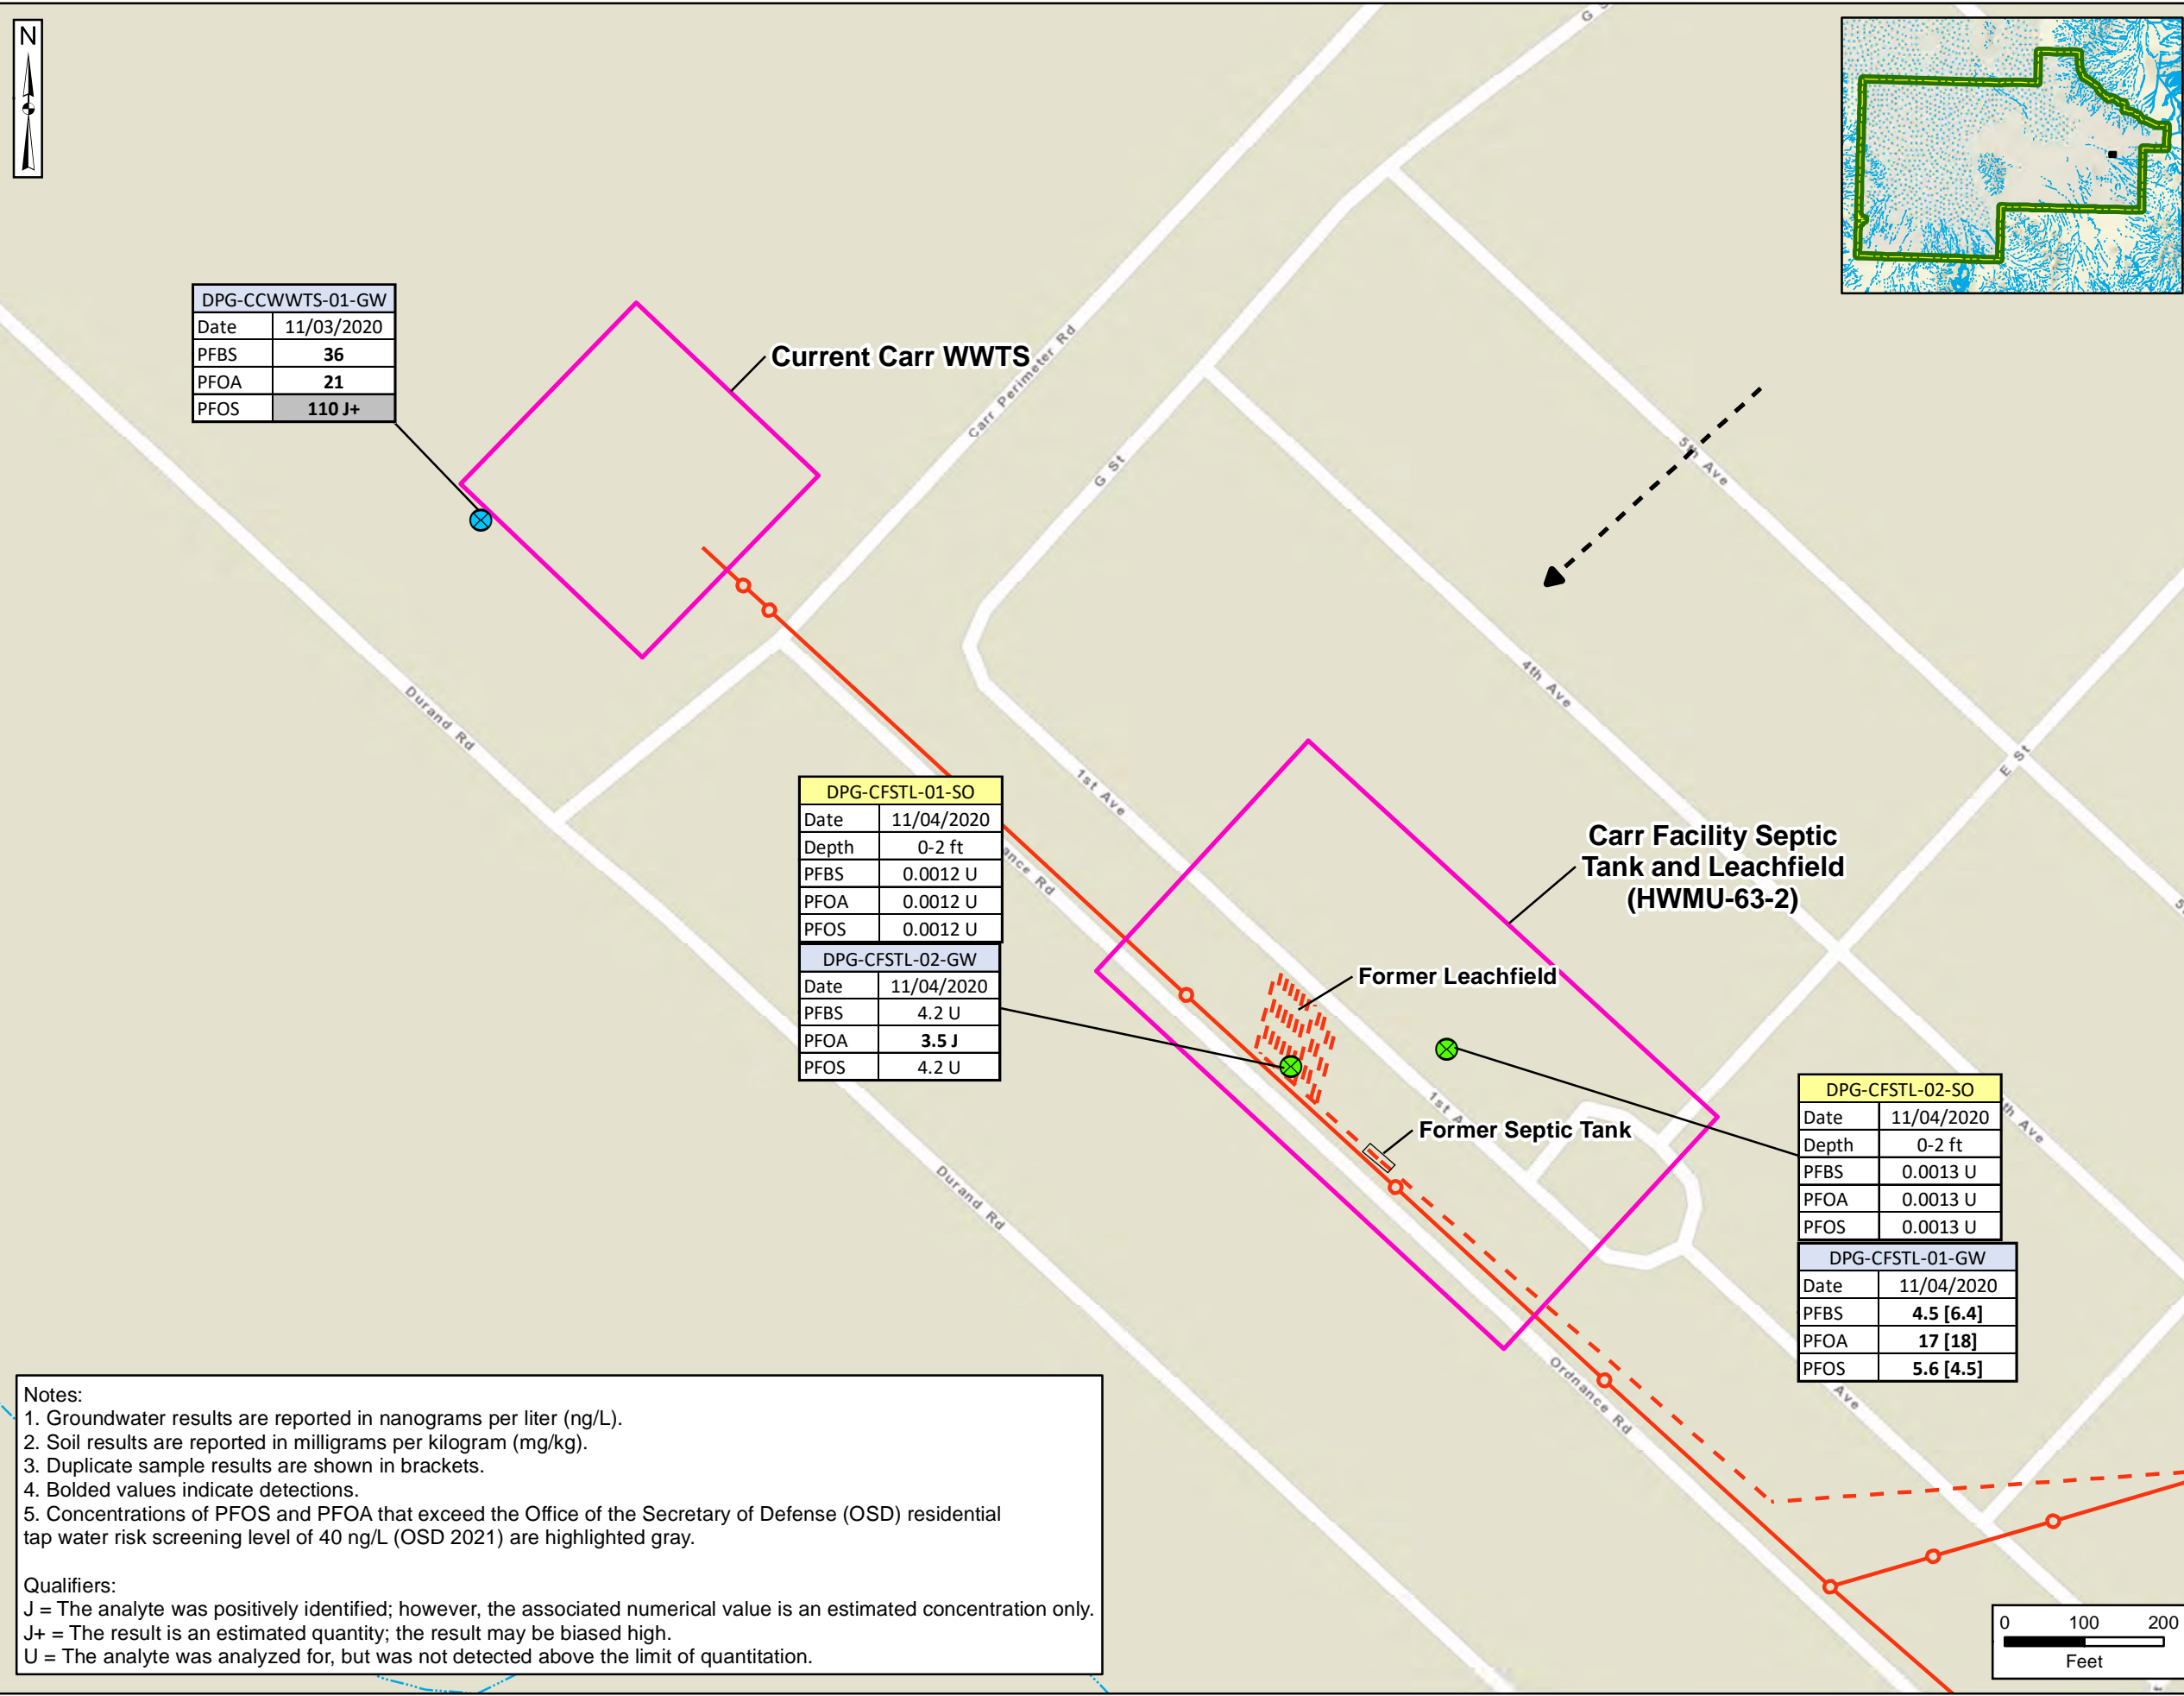 N
G S
DPG-CCWWTS-01-GW
Date 11/03/2020
PFBS 36
PFOA 21
PFOS 110 J+
Current Carr WWTS
Carr Perimeter Rd
G St
5th Ave
4th Ave
E St
Durand Rd
1st Ave
DPG-CFSTL-01-SO
Date 11/04/2020
Depth 0-2 ft
PFBS 0.0012 U
PFOA 0.0012 U
PFOS 0.0012 U
ance Rd
DPG-CFSTL-02-GW
Date 11/04/2020
PFBS 4.2 U
PFOA 3.5 J
PFOS 4.2 U
Carr Facility Septic
Tank and Leachfield
(HWMU-63-2)
Former Leachfield
1st A
Former Septic Tank
DPG-CFSTL-02-SO
Date 11/04/2020
Depth 0-2 ft
PFBS 0.0013 U
PFOA 0.0013 U
PFOS 0.0013 U
th Ave
DPG-CFSTL-01-GW
Date 11/04/2020
PFBS 4.5 [6.4]
PFOA 17 [18]
PFOS 5.6 [4.5]
Ave
Durand Rd
Ordnance Rd
Notes:
1. Groundwater results are reported in nanograms per liter (ng/L).
2. Soil results are reported in milligrams per kilogram (mg/kg).
3. Duplicate sample results are shown in brackets.
4. Bolded values indicate detections.
5. Concentrations of PFOS and PFOA that exceed the Office of the Secretary of Defense (OSD) residential
tap water risk screening level of 40 ng/L (OSD 2021) are highlighted gray.
Qualifiers:
J = The analyte was positively identified; however, the associated numerical value is an estimated concentration only.
J+ = The result is an estimated quantity; the result may be biased high.
U = The analyte was analyzed for, but was not detected above the limit of quantitation.
0 100 200
Feet